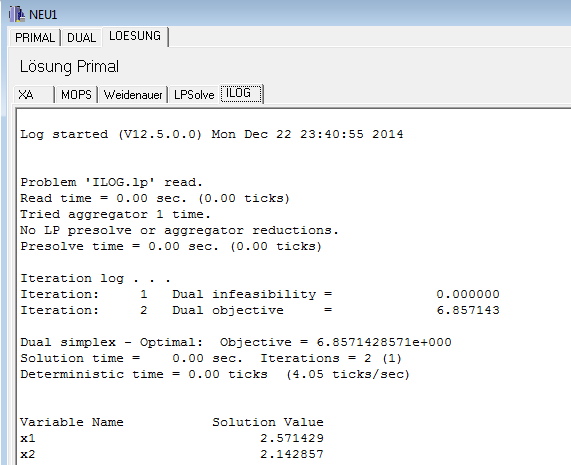 NEU1
PRIMAL DUAL LOESUNG
Lösung Primal
XA MOPS Weidenauer LPSolve ILOG
Log started (V12.5.0.0) Mon Dec 22 23:40:55 2014
Problem 'ILOG.lp' read.
Read time = 0.00 sec. (0.00 ticks)
Tried aggregator 1 time.
No LP presolve or aggregator reductions.
Presolve time = 0.00 sec. (0.00 ticks)
Iteration log . . .
Iteration: 1 Dual infeasibility = 0.000000
Iteration: 2 Dual objective = 6.857143
Dual simplex - Optimal: Objective = 6.8571428571e+000
Solution time = 0.00 sec. Iterations = 2 (1)
Deterministic time = 0.00 ticks (4.05 ticks/sec)
Variable Name Solution Value
x1 2.571429
x2 2.142857